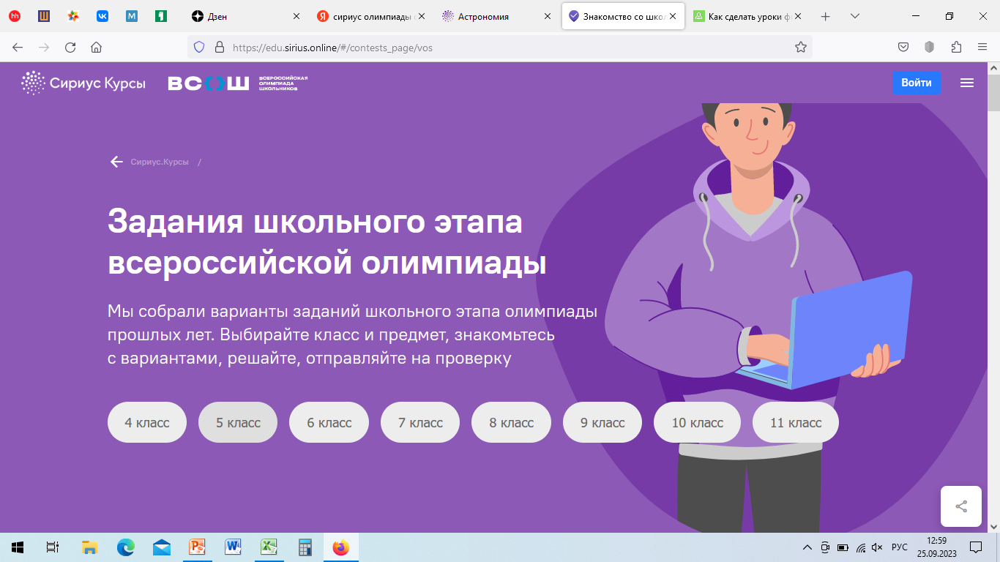 hh
Ш
М
Дзен
Я
сириус олимпиады
Астрономия
Знакомство со шко
Как сделать уроки ф
https://edu.sirius.online/#/contests_page/vos
Сириус Курсы
ВСОШ
ВСЕРОССИЙСКАЯ
ОЛИМПИАДА
ШКОЛЬНИКОВ
Войти
Сириус.Курсы /
Задания школьного этапа
всероссийской олимпиады
Мы собрали варианты заданий школьного этапа олимпиады
прошлых лет. Выбирайте класс и предмет, знакомьтесь
с вариантами, решайте, отправляйте на проверку
4 класс
5 класс
6 класс
7 класс
8 класс
9 класс
10 класс
11 класс
РУС
12:59
25.09.2023